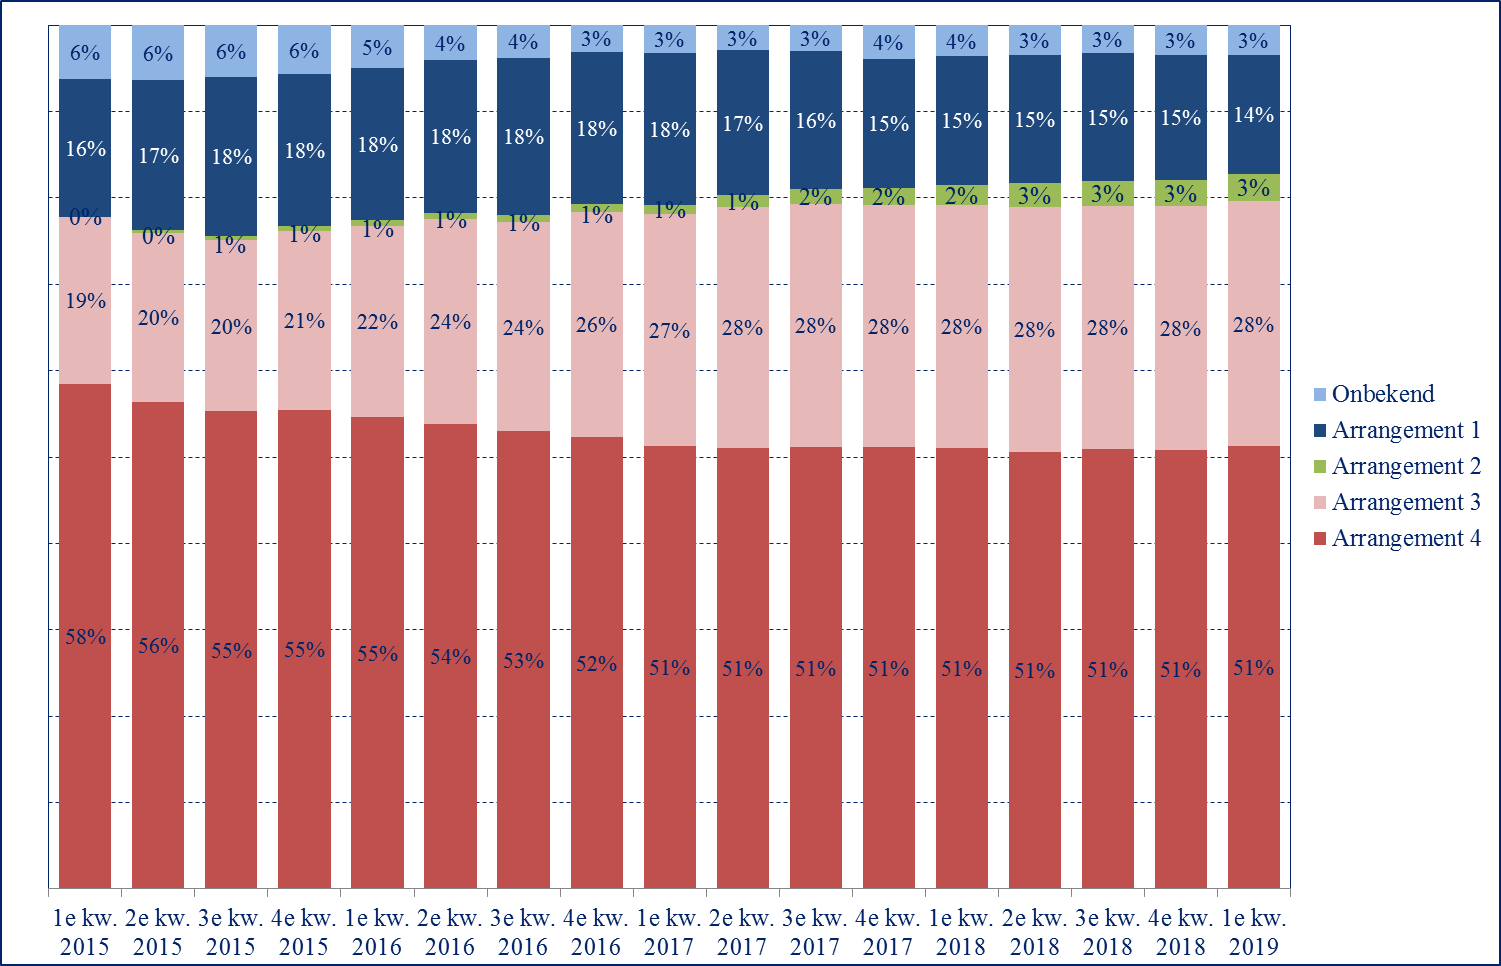 6% 6% 6% 6% 5% 4% 4% 3% 3% 3% 3% 4% 4% 3% 3% 3% 3%
16% 17% 18% 18% 18% 18% 18% 18% 18% 17% 16% 15% 15% 15% 15% 15% 14%
0% 0% 1% 1% 1% 1% 1% 1% 1% 1% 2% 2% 2% 3% 3% 3% 3%
19% 20% 20% 21% 22% 24% 24% 26% 27% 28% 28% 28% 28% 28% 28% 28% 28%
58% 56% 55% 55% 55% 54% 53% 52% 51% 51% 51% 51% 51% 51% 51% 51% 51%
1e kw. 2e kw. 3e kw. 4e kw. 1e kw. 2e kw. 3e kw. 4e kw. 1e kw. 2e kw. 3e kw. 4e kw. 1e kw. 2e kw. 3e kw. 4e kw. 1e kw.
2015 2015 2015 2015 2016 2016 2016 2016 2017 2017 2017 2017 2018 2018 2018 2018 2019
Onbekend
Arrangement 1
Arrangement 2
Arrangement 3
Arrangement 4